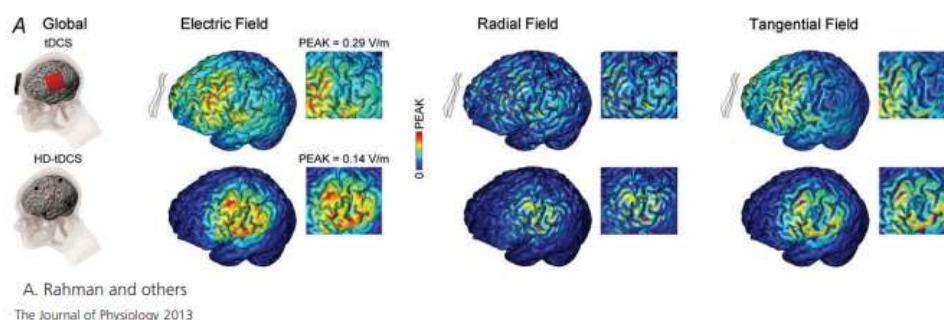 A Global Electric Field Radial Field Tangential Field
tDCS PEAK = 0.29 V/m
0 PEAK
HD-tDCS PEAK = 0.14 V/m
A. Rahman and others
The Journal of Physiology 2013